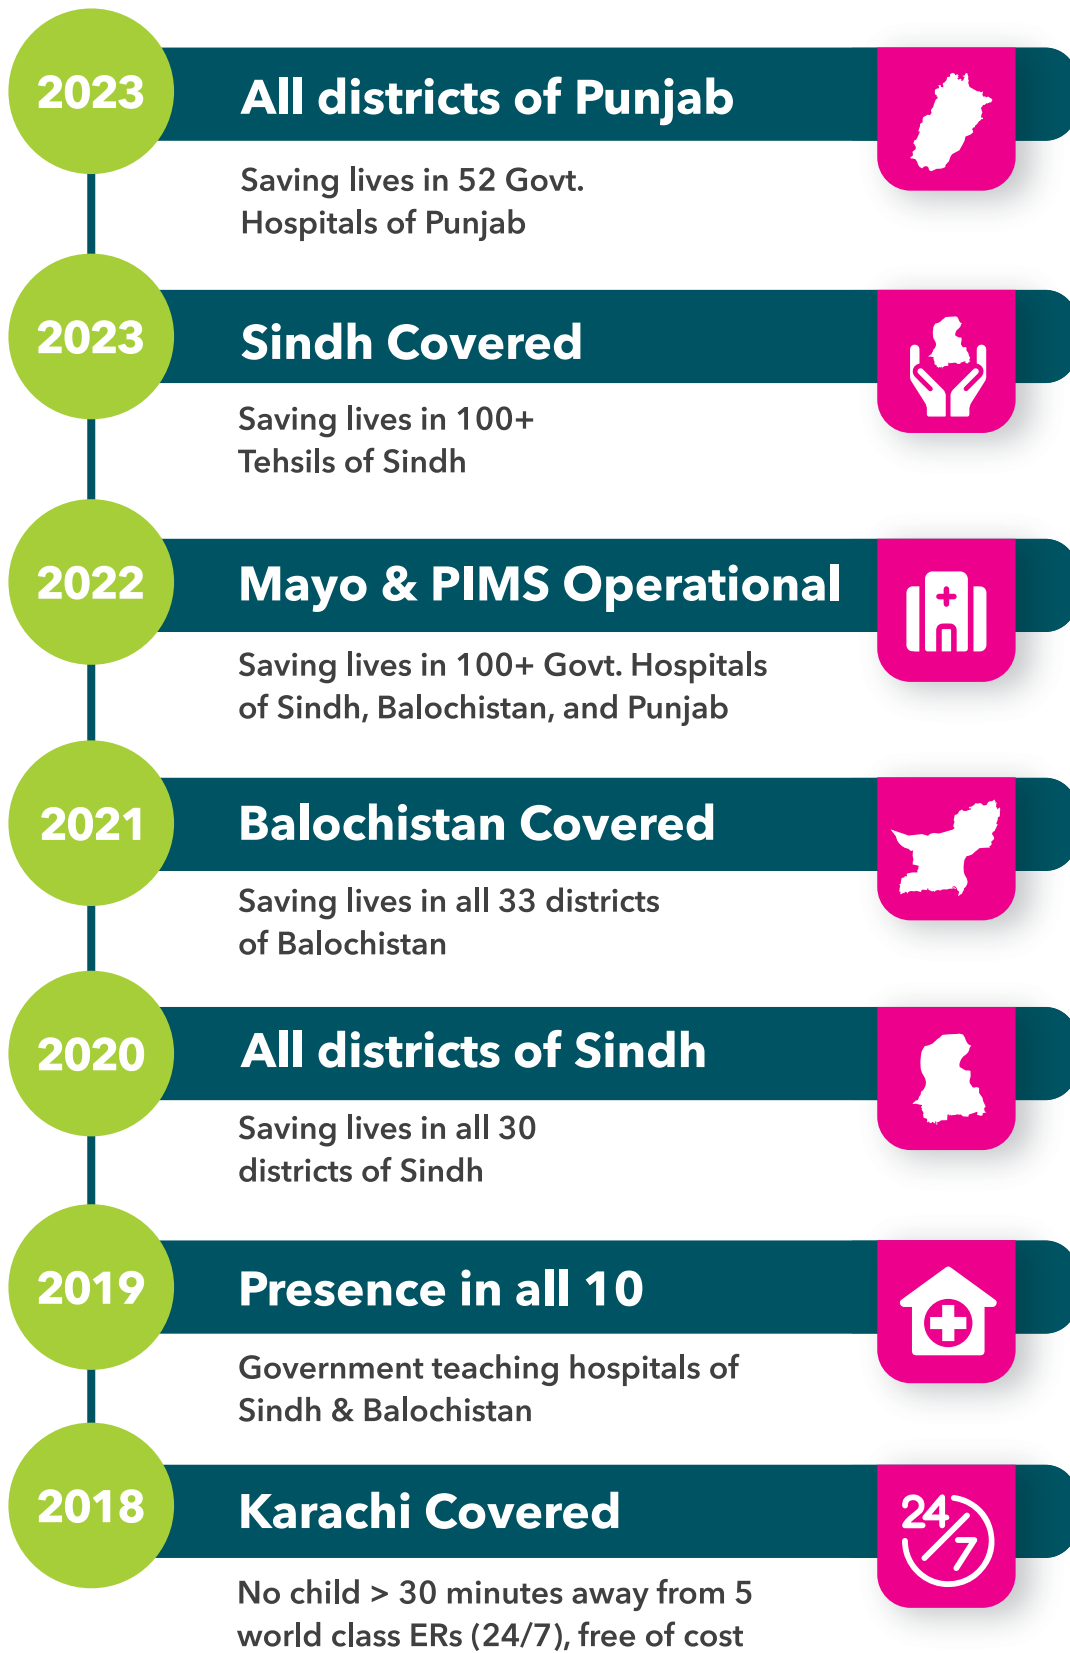 2023
All districts of Punjab
Saving lives in 52 Govt.
Hospitals of Punjab
2023
Sindh Covered
Saving lives in 100+
Tehsils of Sindh
2022
Mayo & PIMS Operational
Saving lives in 100+ Govt. Hospitals
of Sindh, Balochistan, and Punjab
2021
Balochistan Covered
Saving lives in all 33 districts
of Balochistan
2020
All districts of Sindh
Saving lives in all 30
districts of Sindh
2019
Presence in all 10
Government teaching hospitals of
Sindh & Balochistan
2018
Karachi Covered
24/7
No child > 30 minutes away from 5
world class ERs (24/7), free of cost